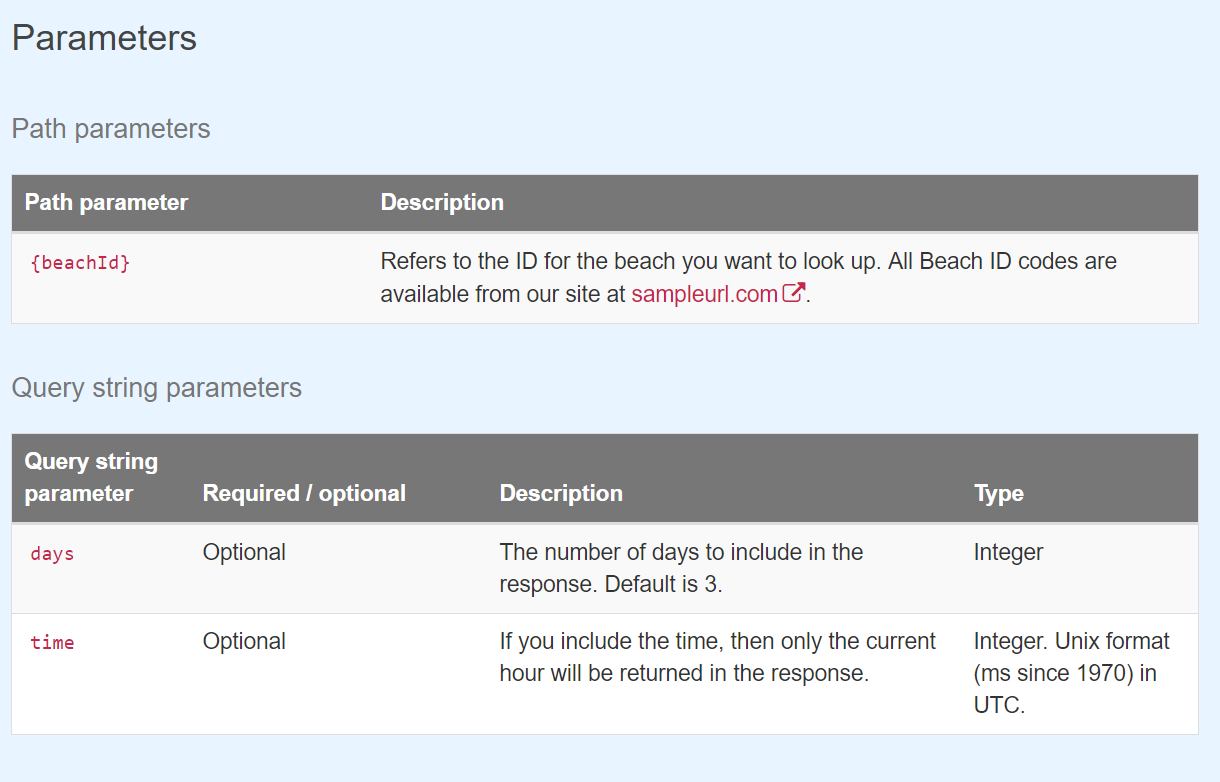 Parameters
Path parameters
Path parameter Description
{beachId} Refers to the ID for the beach you want to look up. All Beach ID codes are
available from our site at sampleurl.com.
Query string parameters
Query string
parameter Required / optional Description Type
days Optional The number of days to include in the Integer
response. Default is 3.
time Optional If you include the time, then only the current Integer. Unix format
hour will be returned in the response. (ms since 1970) in
UTC.